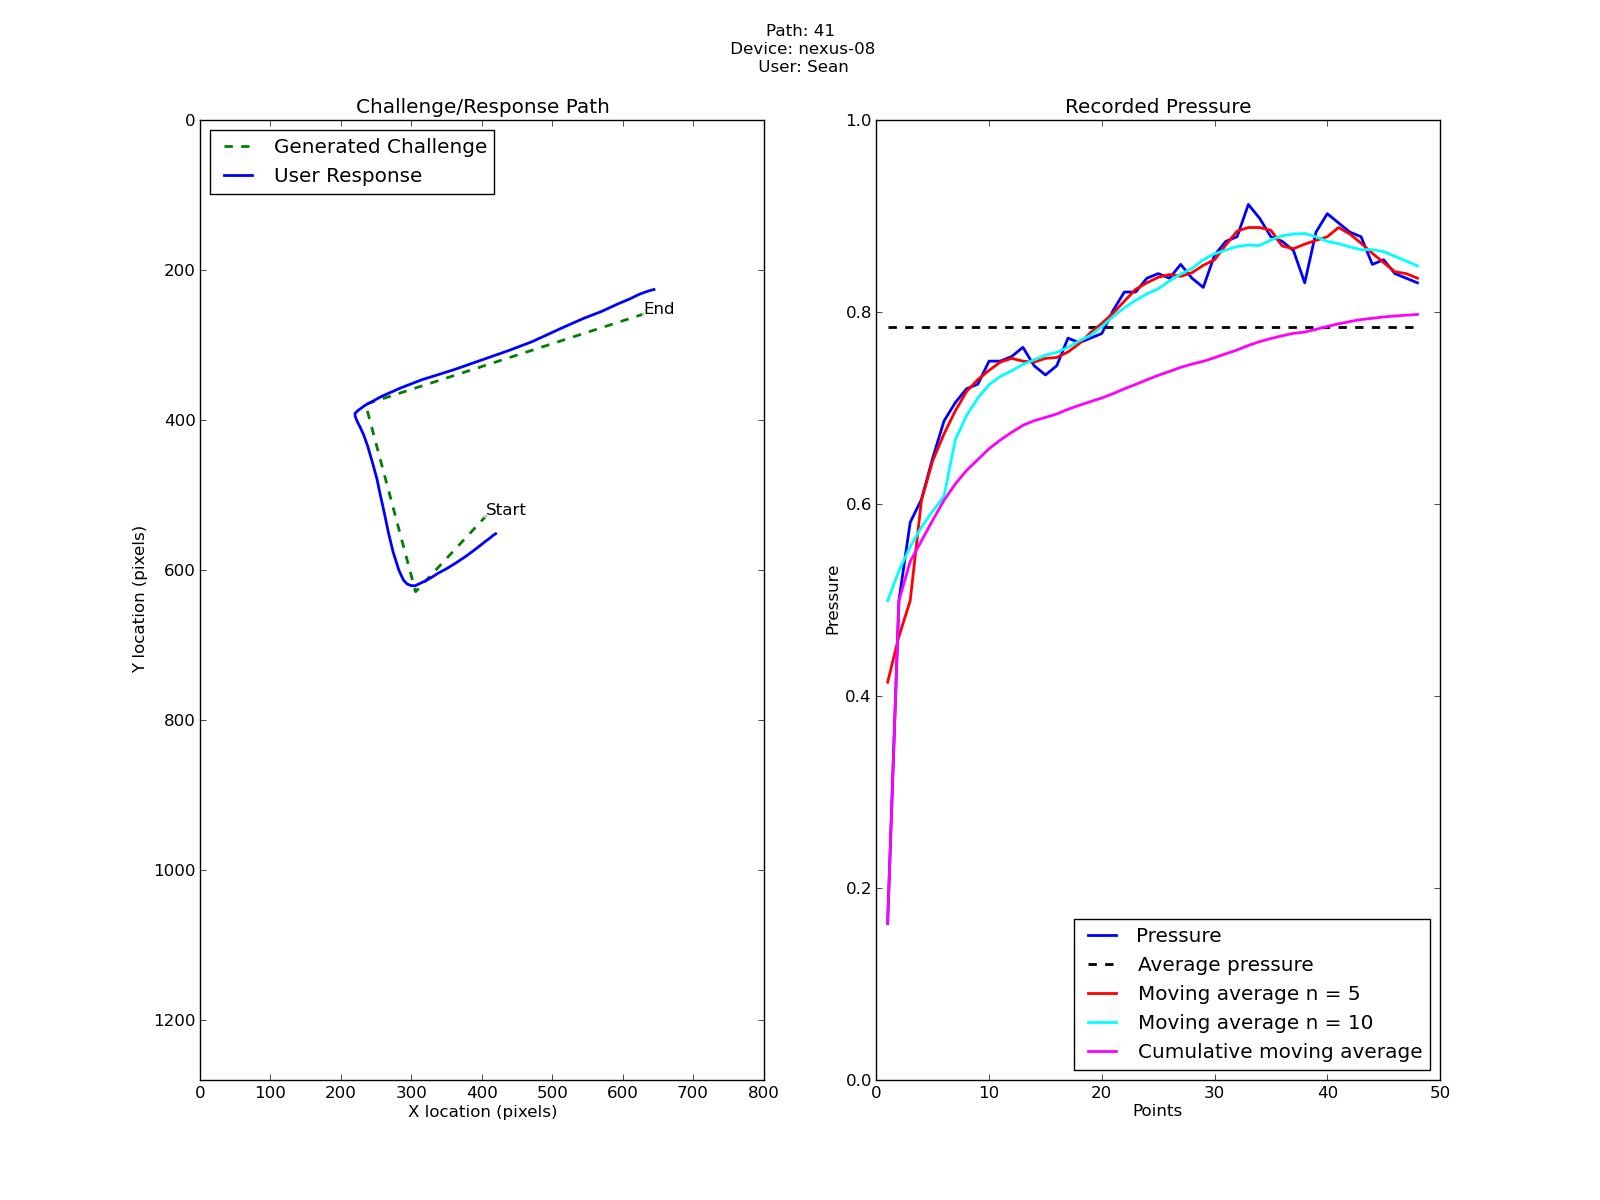 Path: 41
Device: nexus-08
User: Sean
Challenge/Response Path
Generated Challenge
User Response
0
200
400
600
800
1000
1200
Y location (pixels)
End
Start
0 100 200 300 400 500 600 700 800
X location (pixels)
Recorded Pressure
1.0
0.8
0.6
0.4
0.2
0.0
Pressure
Pressure
Average pressure
Moving average n = 5
Moving average n = 10
Cumulative moving average
0 10 20 30 40 50
Points